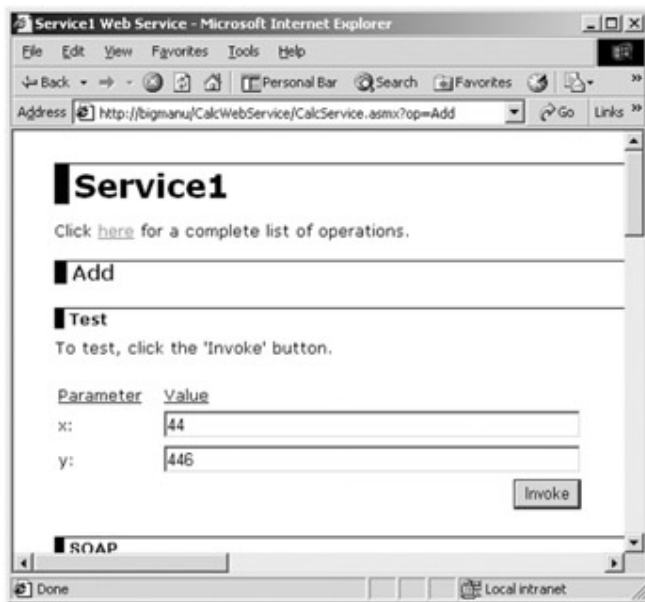 Service1 Web Service - Microsoft Internet Explorer
File Edit View Favorites Tools Help
Back Personal Bar Search Favorites »
Address http://bigmanu/CalcWebService/CalcService.asmx?op=Add Go Links »
Service1
Click here for a complete list of operations.
Add
Test
To test, click the 'Invoke' button.
Parameter Value
x: 44
y: 446
Invoke
SOAP
Done Local intranet